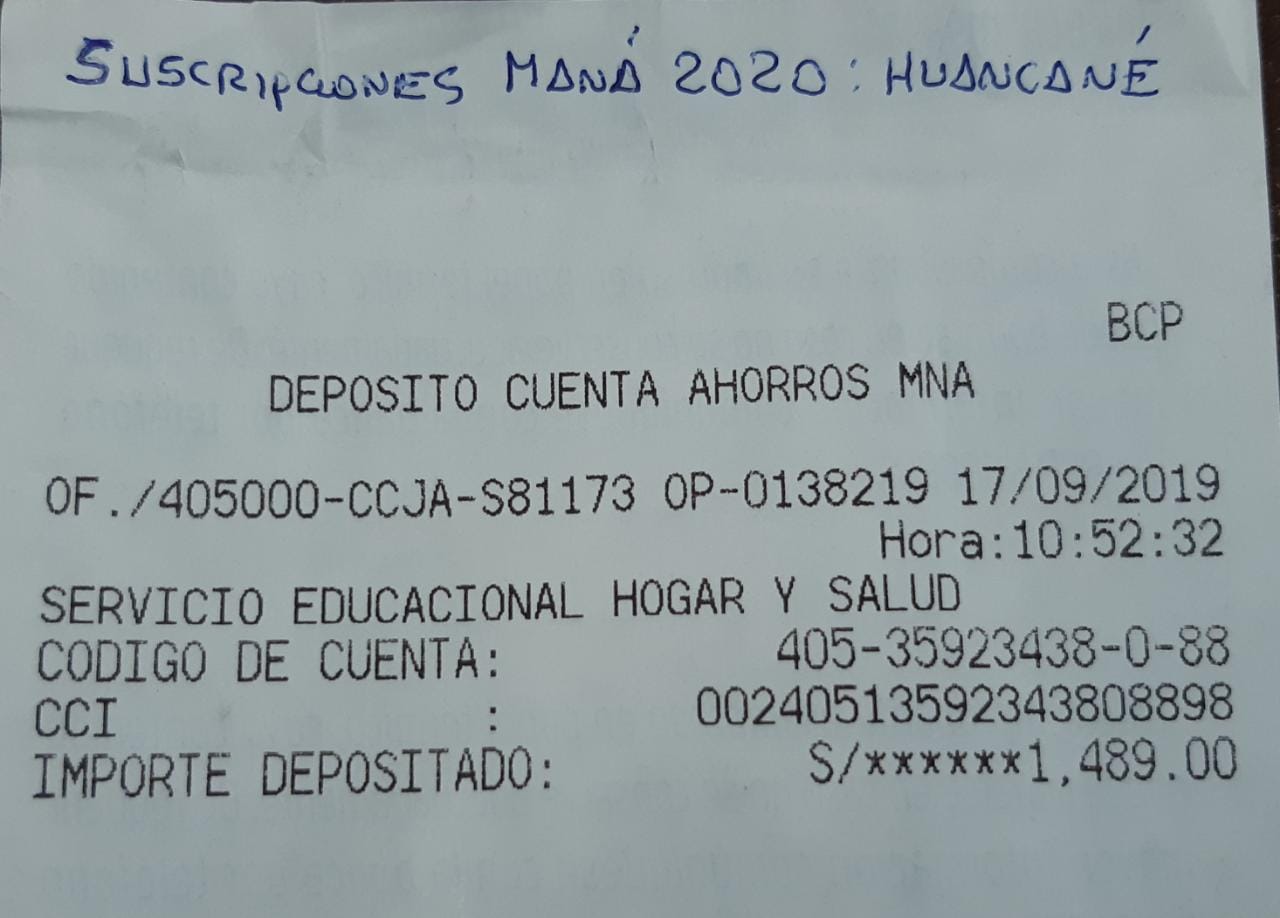 SUSCRIPCIONES MANÁ 2020: HUANCANÉ
BCP
DEPOSITO CUENTA AHORROS MNA
OF./405000-CCJA-S81173 OP-0138219 17/09/2019
Hora:10:52:32
SERVICIO EDUCACIONAL HOGAR Y SALUD
CODIGO DE CUENTA: 405-35923438-0-88
CCI : 00240513592343808898
IMPORTE DEPOSITADO: S/******1,489.00